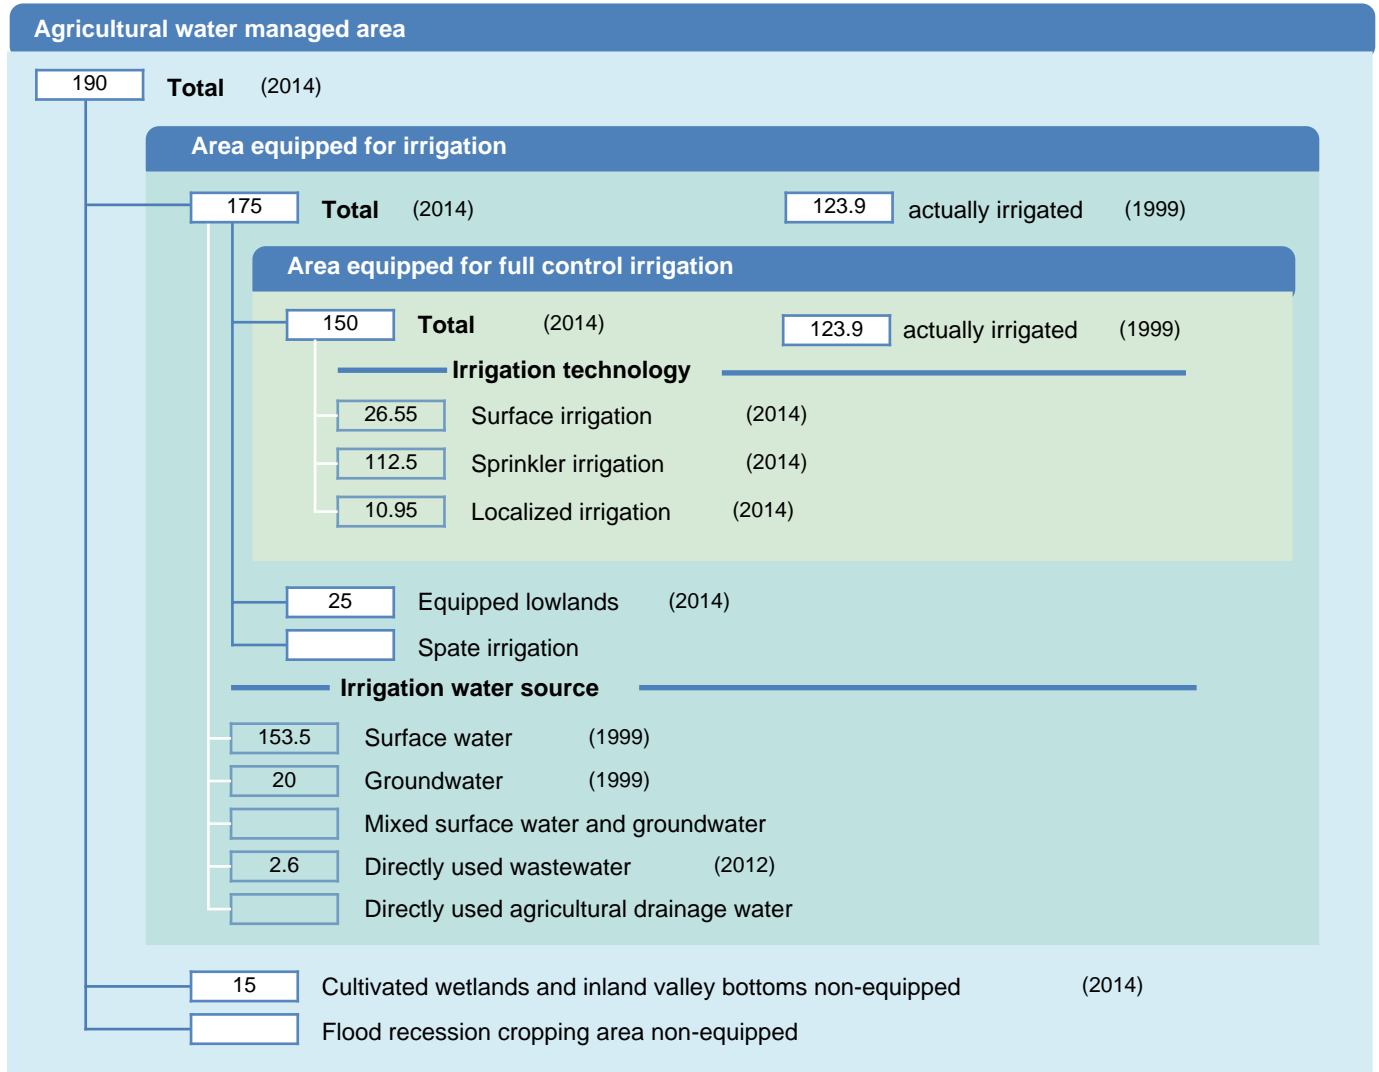 Agricultural water managed area
190 Total (2014)
Area equipped for irrigation
175 Total (2014) 123.9 actually irrigated (1999)
Area equipped for full control irrigation
150 Total (2014) 123.9 actually irrigated (1999)
Irrigation technology
26.55 Surface irrigation (2014)
112.5 Sprinkler irrigation (2014)
10.95 Localized irrigation (2014)
25 Equipped lowlands (2014)
Spate irrigation
Irrigation water source
153.5 Surface water (1999)
20 Groundwater (1999)
Mixed surface water and groundwater
2.6 Directly used wastewater (2012)
Directly used agricultural drainage water
15 Cultivated wetlands and inland valley bottoms non-equipped (2014)
Flood recession cropping area non-equipped